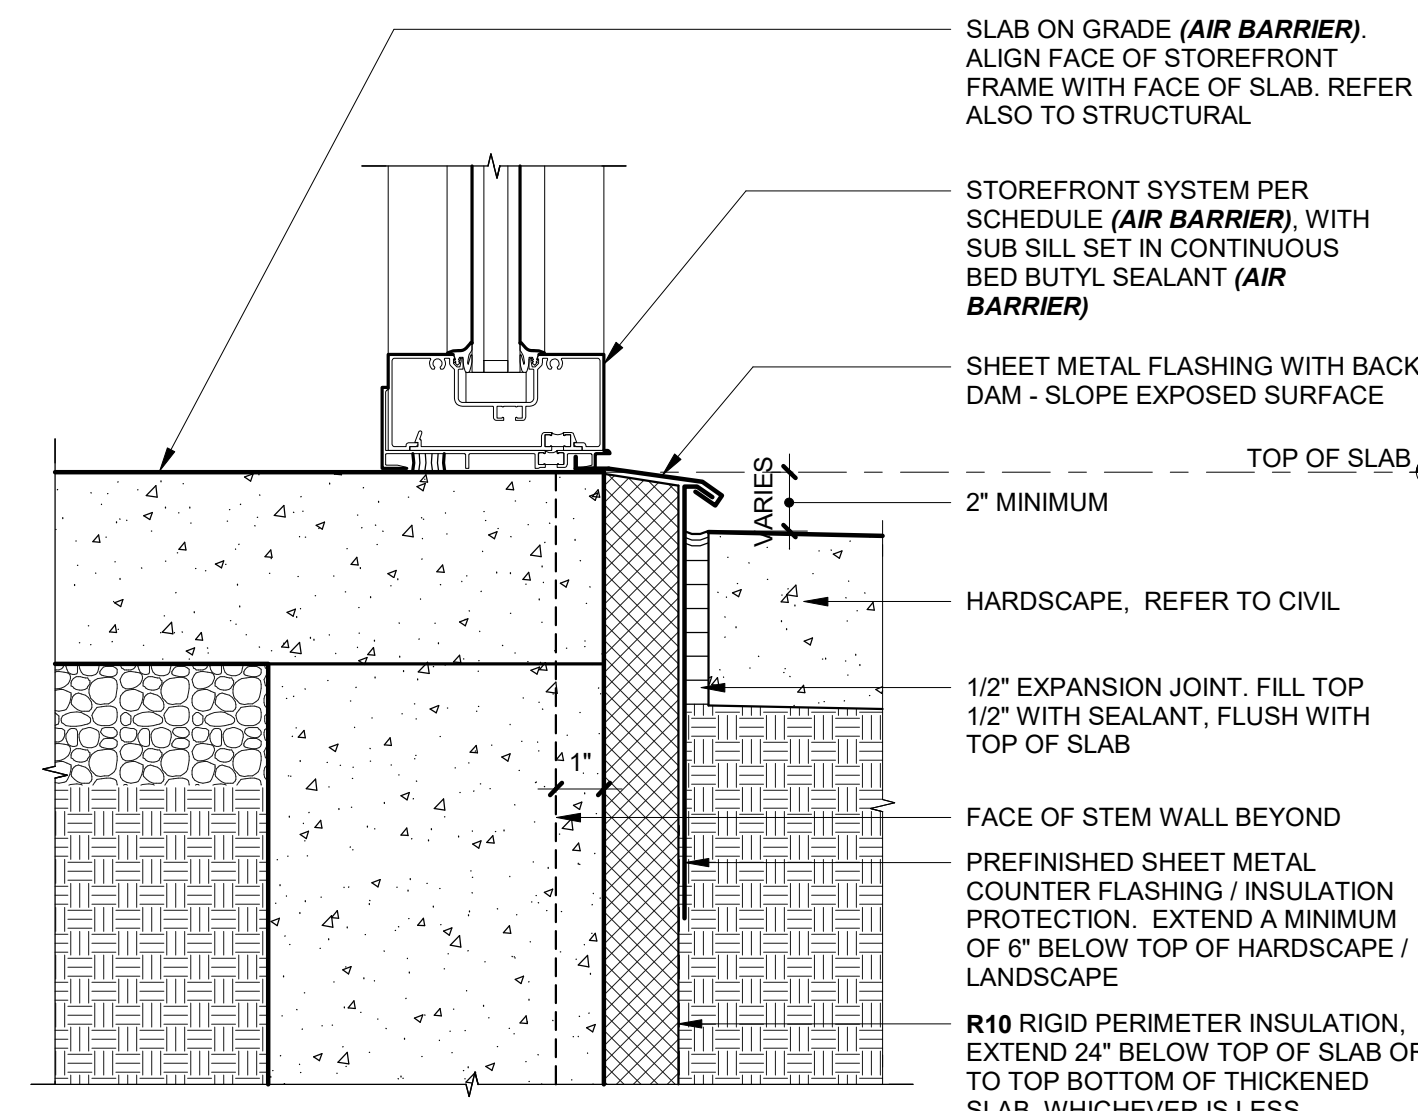 SLAB ON GRADE (AIR BARRIER).
ALIGN FACE OF STOREFRONT
FRAME WITH FACE OF SLAB. REFER
ALSO TO STRUCTURAL
STOREFRONT SYSTEM PER
SCHEDULE (AIR BARRIER), WITH
SUB SILL SET IN CONTINUOUS
BED BUTYL SEALANT (AIR
BARRIER)
SHEET METAL FLASHING WITH BACK
DAM - SLOPE EXPOSED SURFACE
TOP OF SLAB
VARIES
2" MINIMUM
HARDSCAPE, REFER TO CIVIL
1/2" EXPANSION JOINT. FILL TOP
1/2" WITH SEALANT, FLUSH WITH
TOP OF SLAB
1"
FACE OF STEM WALL BEYOND
PREFINISHED SHEET METAL
COUNTER FLASHING / INSULATION
PROTECTION. EXTEND A MINIMUM
OF 6" BELOW TOP OF HARDSCAPE /
LANDSCAPE
R10 RIGID PERIMETER INSULATION,
EXTEND 24" BELOW TOP OF SLAB OR
TO TOP BOTTOM OF THICKENED
SLAB, WHICHEVER IS LESS